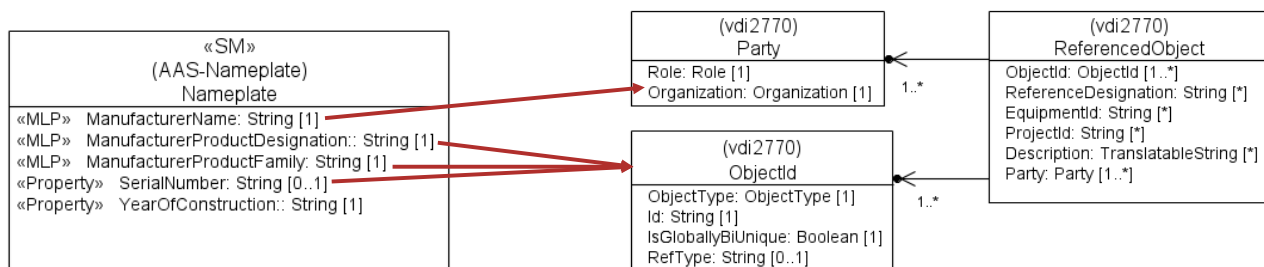 «SM»
(AAS-Nameplate)
Nameplate
«MLP» ManufacturerName: String [1]
«MLP» ManufacturerProductDesignation:: String [1]
«MLP» ManufacturerProductFamily: String [1]
«Property» SerialNumber: String [0..1]
«Property» YearOfConstruction:: String [1]
(vdi2770)
Party
Role: Role [1]
Organization: Organization [1]
1..*
(vdi2770)
ObjectId
ObjectType: ObjectType [1]
Id: String [1]
IsGloballyBiUnique: Boolean [1]
RefType: String [0..1]
1..*
(vdi2770)
ReferencedObject
ObjectId: ObjectId [1..*]
ReferenceDesignation: String [*]
EquipmentId: String [*]
ProjectId: String [*]
Description: TranslatableString [*]
Party: Party [1..*]